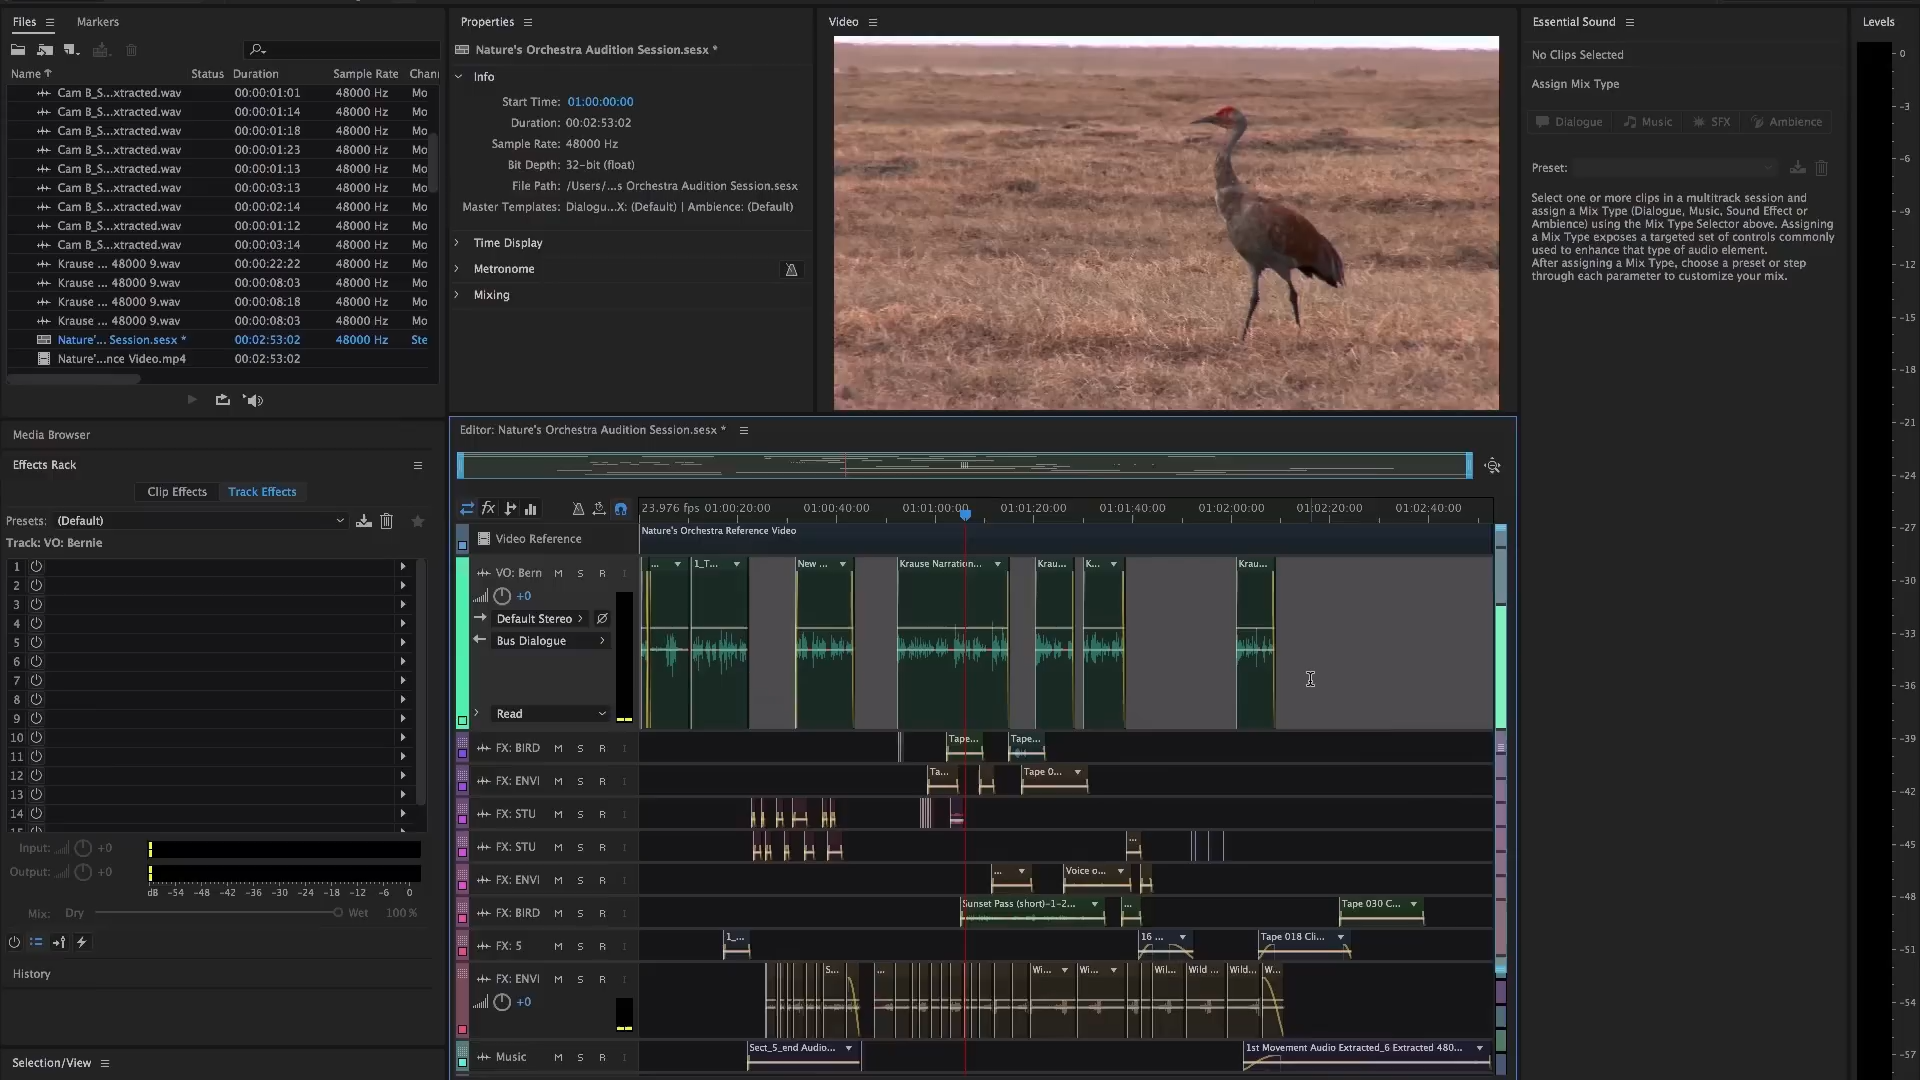 Files
Markers
Name Status Duration Sample Rate Chan
Cam B_S...xtracted.wav 00:00:01:01 48000 Hz Mo
Cam B_S...xtracted.wav 00:00:01:14 48000 Hz Mo
Cam B_S...xtracted.wav 00:00:01:18 48000 Hz Mo
Cam B_S...xtracted.wav 00:00:01:23 48000 Hz Mo
Cam B_S...xtracted.wav 00:00:01:13 48000 Hz Mo
Cam B_S...xtracted.wav 00:00:03:13 48000 Hz Mo
Cam B_S...xtracted.wav 00:00:02:14 48000 Hz Mo
Cam B_S...xtracted.wav 00:00:01:12 48000 Hz Mo
Cam B_S...xtracted.wav 00:00:03:14 48000 Hz Mo
Krause ... 48000 9.wav 00:00:22:22 48000 Hz Mo
Krause ... 48000 9.wav 00:00:08:03 48000 Hz Mo
Krause ... 48000 9.wav 00:00:08:18 48000 Hz Mo
Krause ... 48000 9.wav 00:00:08:03 48000 Hz Mo
Nature'... Session.sesx * 00:02:53:02 48000 Hz Ste
Nature'...nce Video.mp4 00:02:53:02
Media Browser
Effects Rack
Clip Effects Track Effects
Presets: (Default)
Track: VO: Bernie
1
2
3
4
5
6
7
8
9
10
11
12
13
14
Input: +0
Output: +0
dB -54 -48 -42 -36 -30 -24 -18 -12 -6 0
Mix: Dry Wet 100 %
History
Selection/View
Properties
Nature's Orchestra Audition Session.sesx *
Info
Start Time: 01:00:00:00
Duration: 00:02:53:02
Sample Rate: 48000 Hz
Bit Depth: 32-bit (float)
File Path: /Users/...s Orchestra Audition Session.sesx
Master Templates: Dialogu...X: (Default) | Ambience: (Default)
Time Display
Metronome
Mixing
Video
Editor: Nature's Orchestra Audition Session.sesx *
fx
23.976 fps 01:00:20:00 01:00:40:00 01:01:00:00 01:01:20:00 01:01:40:00 01:02:00:00 01:02:20:00 01:02:40:00
Video Reference
Nature's Orchestra Reference Video
VO: Bern M S R I
... 1_T... New ... Krause Narration... Krau... K... Krau...
+0
Default Stereo
Bus Dialogue
Read
FX: BIRD M S R I
Tape... Tape...
FX: ENVI M S R I
Ta... Tape 0...
FX: STU M S R I
FX: STU M S R I
...
FX: ENVI M S R I
... Voice o...
FX: BIRD M S R I
Sunset Pass (short)-1-2... ... Tape 030 C...
FX: 5 M S R I
1_... 16 ... Tape 018 Cli...
FX: ENVI M S R I
S... ... Wi... Wi... Wil... Wild ... Wild... W...
+0
Music M S R I
Sect_5_end Audio... 1st Movement Audio Extracted_6 Extracted 480...
Essential Sound
No Clips Selected
Assign Mix Type
Dialogue Music SFX Ambience
Preset:
Select one or more clips in a multitrack session and
assign a Mix Type (Dialogue, Music, Sound Effect or
Ambience) using the Mix Type Selector above. Assigning
a Mix Type exposes a targeted set of controls commonly
used to enhance that type of audio element.
After assigning a Mix Type, choose a preset or step
through each parameter to customize your mix.
Levels
0
-3
-6
-9
-12
-15
-18
-21
-24
-27
-30
-33
-36
-39
-42
-45
-48
-51
-54
-57